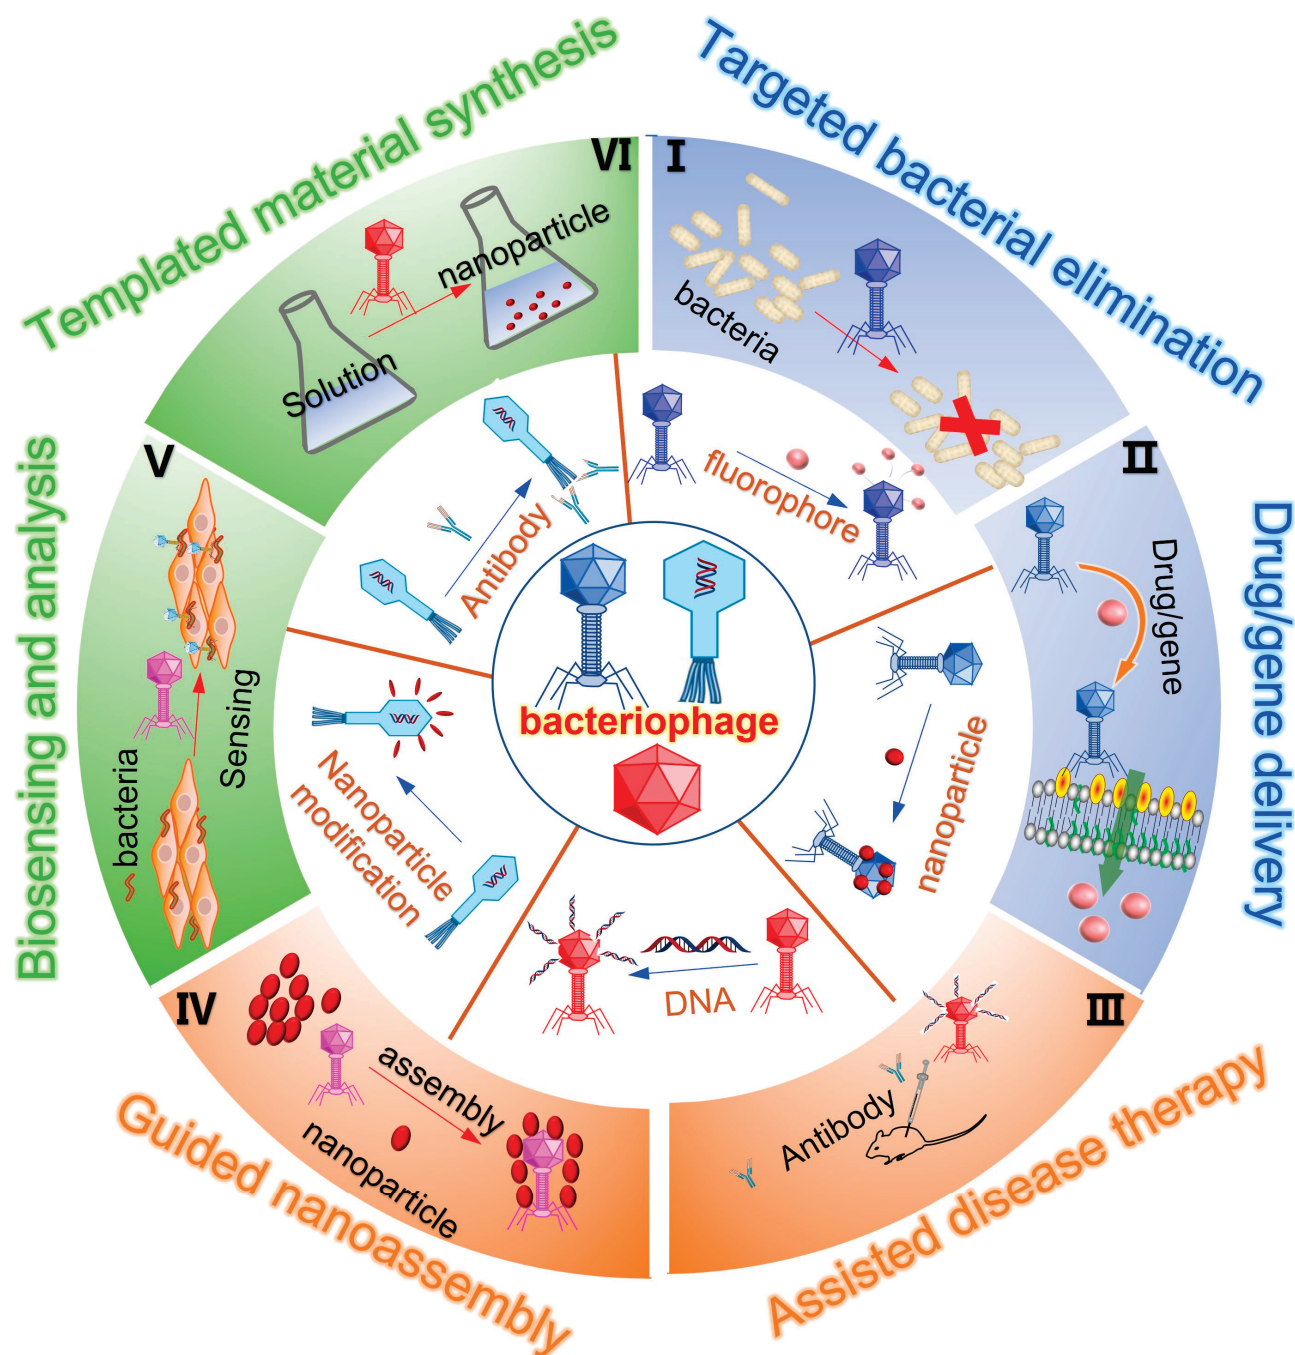 Templated material synthesis
Targeted bacterial elimination
Drug/gene delivery
Assisted disease therapy
Guided nanoassembly
Biosensing and analysis
I
bacteria
II
Drug/gene
III
Antibody
IV
assembly
nanoparticle
V
bacteria
Sensing
VI
Solution
nanoparticle
fluorophore
nanoparticle
DNA
Nanoparticle
modification
Antibody
bacteriophage